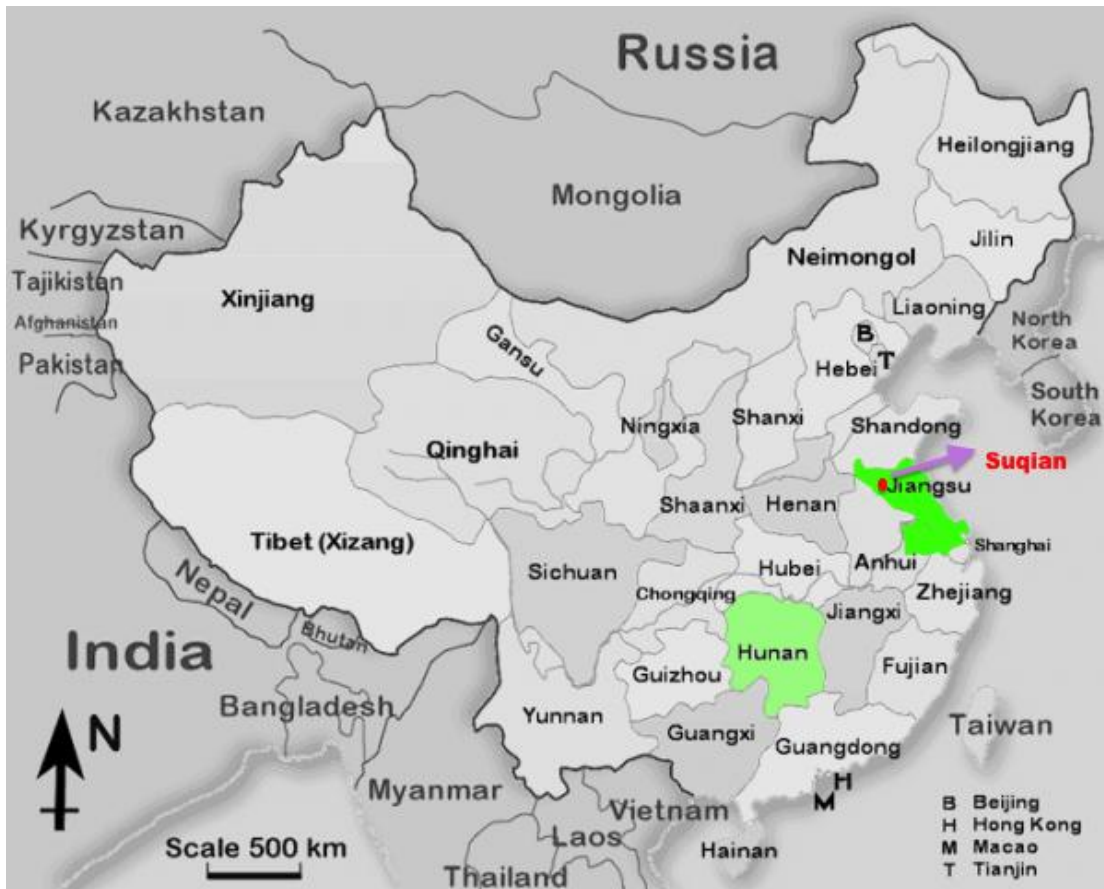 Russia
Kazakhstan
Heilongjiang
Mongolia
Kyrgyzstan
Jilin
Neimongol
Tajikistan
Xinjiang
Liaoning
Afghanistan
North
Korea
B
Gansu
Pakistan
Hebei
T
South
Korea
Shanxi
Ningxia
Shandong
Qinghai
Suqian
Jiangsu
Shaanxi
Henan
Tibet (Xizang)
Shanghai
Sichuan
Hubei
Anhui
Nepal
Chongqing
Zhejiang
Jiangxi
Bhutan
India
Hunan
Fujian
Guizhou
Bangladesh
Yunnan
Taiwan
N
Guangxi
Guangdong
H
Myanmar
M
Vietnam
B Beijing
H Hong Kong
Laos
Scale 500 km
M Macao
Hainan
T Tianjin
Thailand